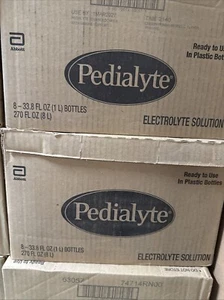 Ready to Use
In Plastic Bottles
Abbott
Pedialyte®
8 – 33.8 FL OZ (1 L) BOTTLES
270 FL OZ (8 L)
ELECTROLYTE SOLUTION
Ready to Use
In Plastic Bottles
Abbott
Pedialyte®
8 – 33.8 FL OZ (1 L) BOTTLES
270 FL OZ (8 L)
ELECTROLYTE SOLUTION